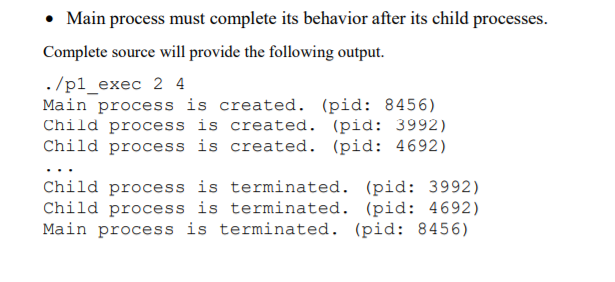 • Main process must complete its behavior after its child processes.
Complete source will provide the following output.
./p1_exec 2 4
Main process is created. (pid: 8456)
Child process is created. (pid: 3992)
Child process is created. (pid: 4692)
...
Child process is terminated. (pid: 3992)
Child process is terminated. (pid: 4692)
Main process is terminated. (pid: 8456)